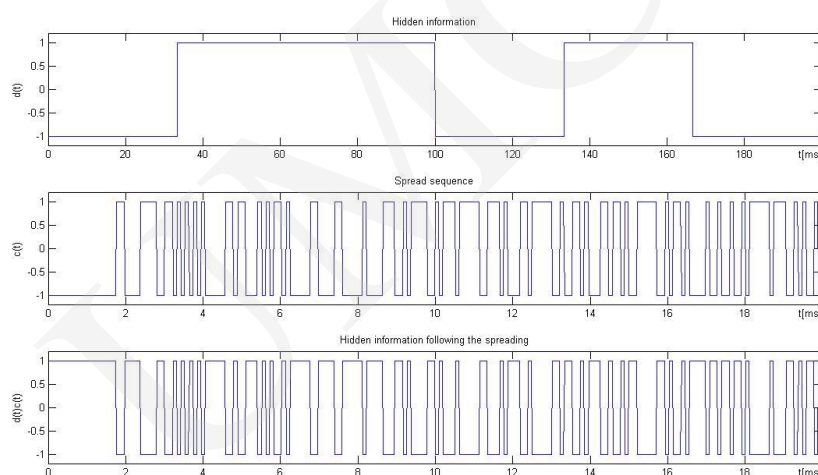 Hidden information
1
0.5
0
-0.5
-1
d(t)
0 20 40 60 80 100 120 140 160 180 t[ms
Spread sequence
1
0.5
0
-0.5
-1
c(t)
0 2 4 6 8 10 12 14 16 18 t[ms
Hidden information following the spreading
1
0.5
0
-0.5
-1
d(t)c(t)
0 2 4 6 8 10 12 14 16 18 t[ms
UMC